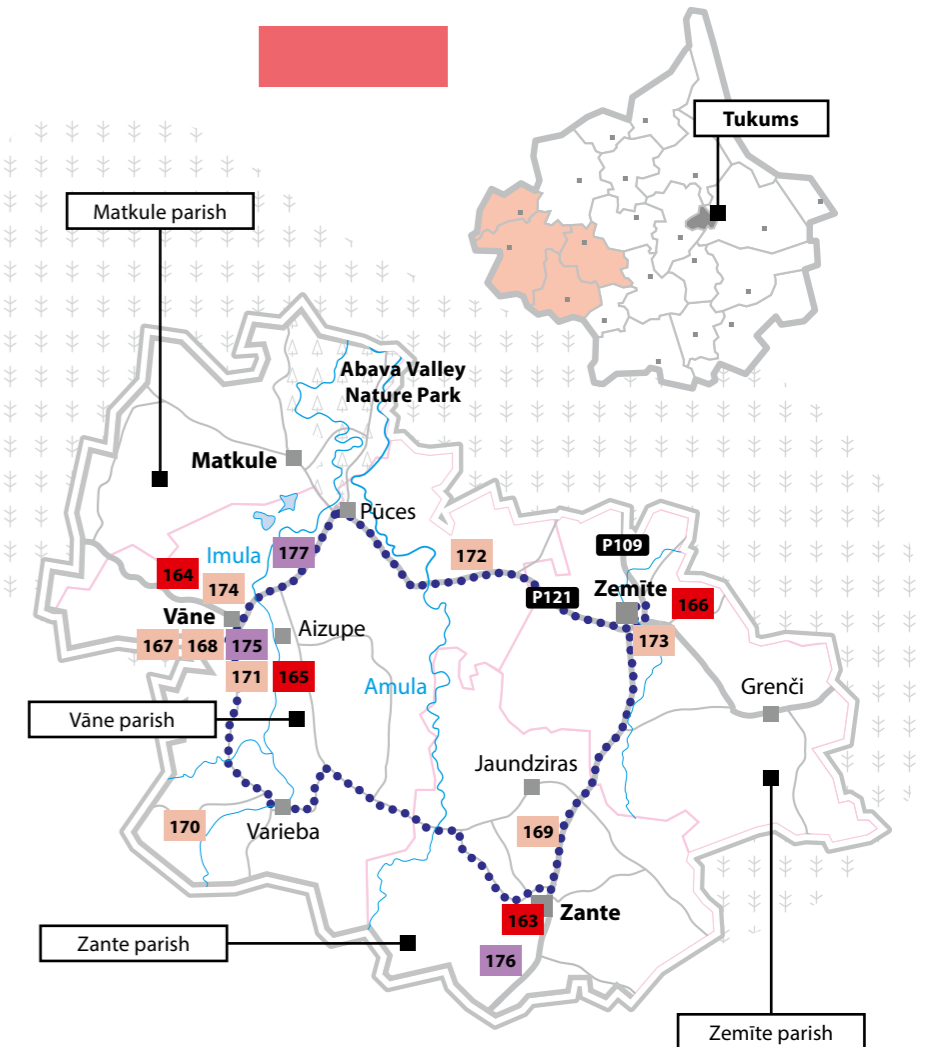 Tukums
Matkule parish
Abava Valley
Nature Park
Matkule
Pūces
P109
Imula
177
172
164
174
P121
Zemīte
166
Vāne
Aizupe
173
167
168
175
171
165
Amula
Grenči
Vāne parish
Jaundziras
170
Varieba
169
163
Zante
Zante parish
176
Zemīte parish